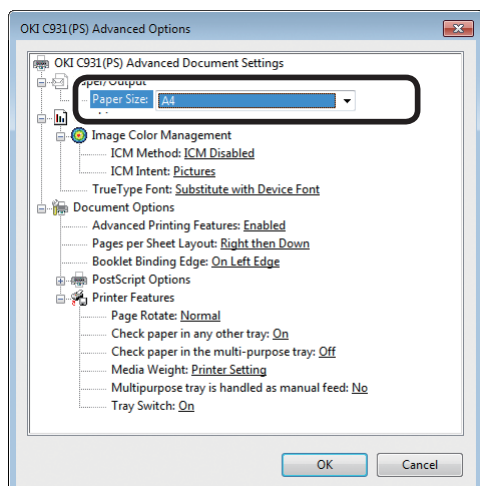 OKI C931(PS) Advanced Options
OKI C931(PS) Advanced Document Settings
Paper/Output
Paper Size: A4
Image Color Management
ICM Method: ICM Disabled
ICM Intent: Pictures
TrueType Font: Substitute with Device Font
Document Options
Advanced Printing Features: Enabled
Pages per Sheet Layout: Right then Down
Booklet Binding Edge: On Left Edge
PostScript Options
Printer Features
Page Rotate: Normal
Check paper in any other tray: On
Check paper in the multi-purpose tray: Off
Media Weight: Printer Setting
Multipurpose tray is handled as manual feed: No
Tray Switch: On
OK Cancel